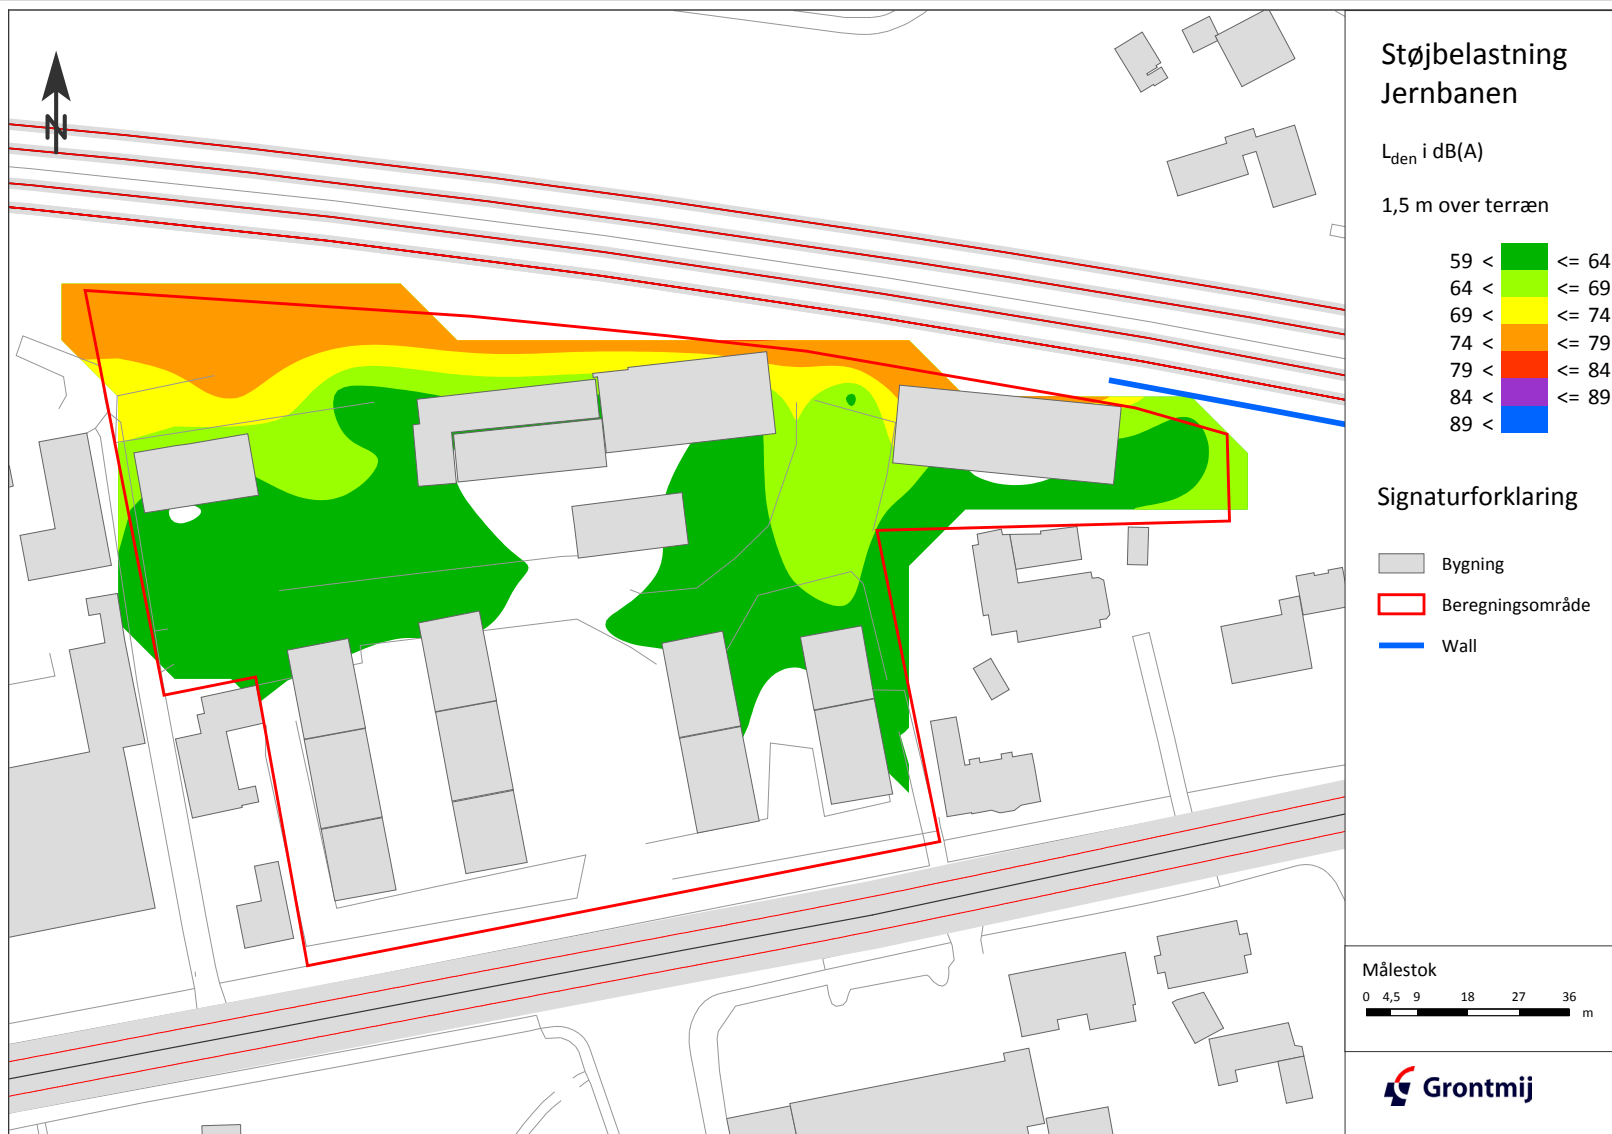 N
Støjbelastning
Jernbanen
Lden i dB(A)
1,5 m over terræn
59 < <= 64
64 < <= 69
69 < <= 74
74 < <= 79
79 < <= 84
84 < <= 89
89 <
Signaturforklaring
Bygning
Beregningsområde
Wall
Målestok
0 4,5 9 18 27 36
m
Grontmij